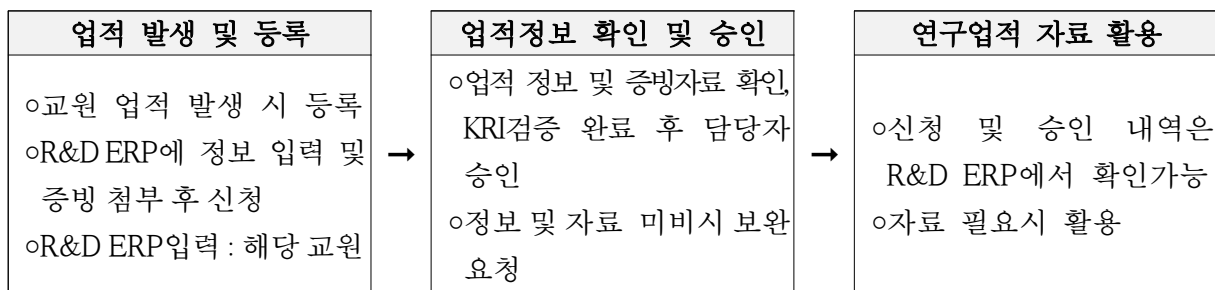 업적 발생 및 등록
○교원 업적 발생 시 등록
○R&D ERP에 정보 입력 및
증빙 첨부 후 신청
○R&D ERP입력 : 해당 교원
➞
업적정보 확인 및 승인
○업적 정보 및 증빙자료 확인,
KRI검증 완료 후 담당자
승인
○정보 및 자료 미비시 보완
요청
➞
연구업적 자료 활용
○신청 및 승인 내역은
R&D ERP에서 확인가능
○자료 필요시 활용